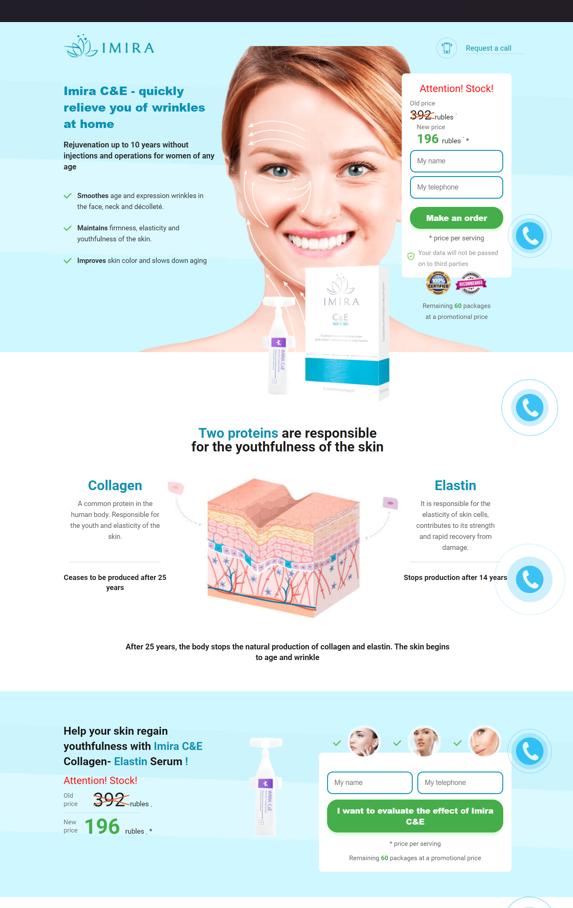 IMIRA
Request a call
Imira C&E - quickly
relieve you of wrinkles
at home
Rejuvenation up to 10 years without
injections and operations for women of any
age
Smoothes age and expression wrinkles in
the face, neck and décolleté.
Maintains firmness, elasticity and
youthfulness of the skin.
Improves skin color and slows down aging
Attention! Stock!
Old price
392 rubles
New price
196 rubles *
My name
My telephone
Make an order
* price per serving
Your data will not be passed
on to third parties
100%
CERTIFIED
RECOMMENDED
Remaining 60 packages
at a promotional price
IMIRA
C&E
Two proteins are responsible
for the youthfulness of the skin
Collagen
A common protein in the
human body. Responsible for
the youth and elasticity of the
skin.
Ceases to be produced after 25
years
Elastin
It is responsible for the
elasticity of skin cells,
contributes to its strength
and rapid recovery from
damage.
Stops production after 14 years
After 25 years, the body stops the natural production of collagen and elastin. The skin begins
to age and wrinkle
Help your skin regain
youthfulness with Imira C&E
Collagen- Elastin Serum !
Attention! Stock!
Old
price
392 rubles .
New
price
196 rubles . *
My name
My telephone
I want to evaluate the effect of Imira
C&E
* price per serving
Remaining 60 packages at a promotional price